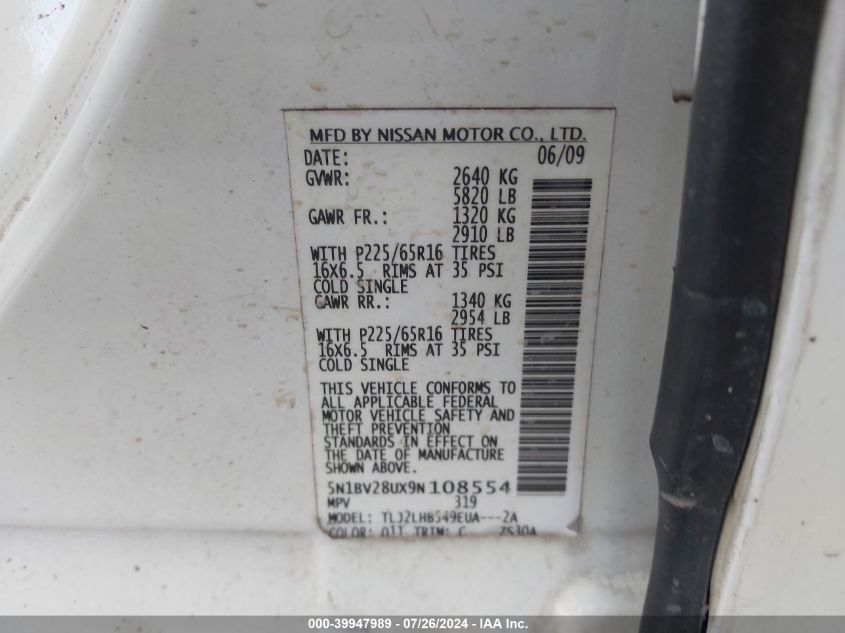 MFD BY NISSAN MOTOR CO., LTD.
DATE: 06/09
GVWR: 2640 KG
5820 LB
GAWR FR.: 1320 KG
2910 LB
WITH P225/65R16 TIRES
16X6.5 RIMS AT 35 PSI
COLD SINGLE
GAWR RR.: 1340 KG
2954 LB
WITH P225/65R16 TIRES
16X6.5 RIMS AT 35 PSI
COLD SINGLE
THIS VEHICLE CONFORMS TO
ALL APPLICABLE FEDERAL
MOTOR VEHICLE SAFETY AND
THEFT PREVENTION
STANDARDS IN EFFECT ON
THE DATE OF MANUFACTURE
SHOWN ABOVE.
5N1BV28UX9N108554
MPV 319
MODEL: TLJ2LHB549EUA---2A
COLOR: TRIM: C ZS30A
000-39947989 / 07/26/2024 - IAA Inc.